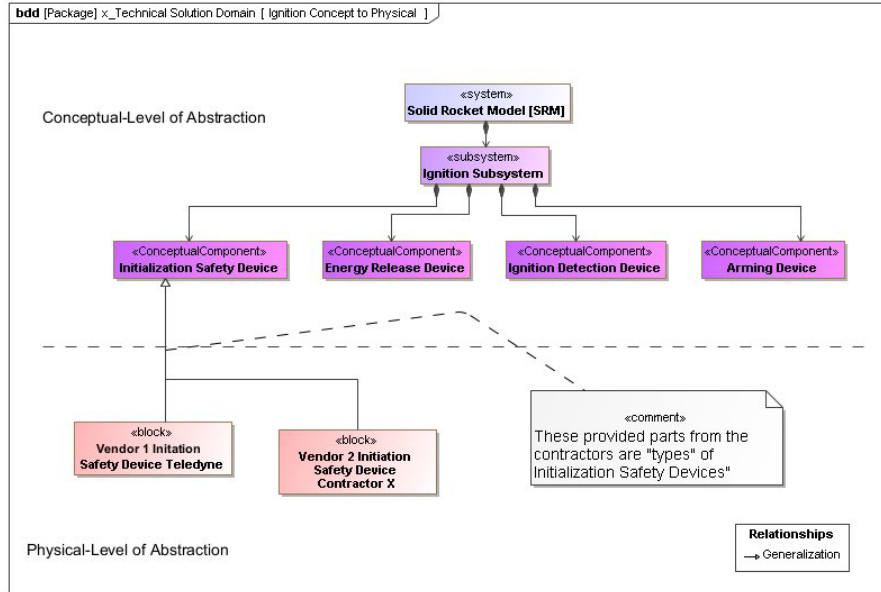 bdd [Package] x_Technical Solution Domain [ Ignition Concept to Physical ]
Conceptual-Level of Abstraction
«system»
Solid Rocket Model [SRM]
«subsystem»
Ignition Subsystem
«ConceptualComponent»
Initialization Safety Device
«ConceptualComponent»
Energy Release Device
«ConceptualComponent»
Ignition Detection Device
«ConceptualComponent»
Arming Device
«block»
Vendor 1 Initation
Safety Device Teledyne
«block»
Vendor 2 Initiation
Safety Device
Contractor X
«comment»
These provided parts from the
contractors are "types" of
Initialization Safety Devices"
Physical-Level of Abstraction
Relationships
Generalization